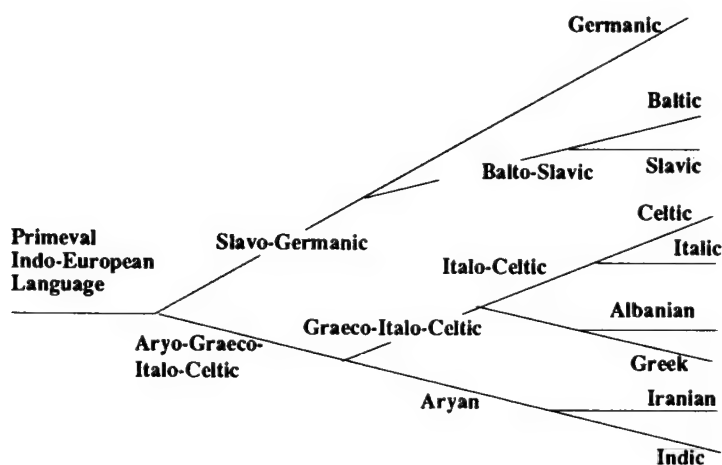 Germanic
Baltic
Balto-Slavic
Slavic
Celtic
Primeval
Indo-European
Language
Slavo-Germanic
Italo-Celtic
Italic
Albanian
Graeco-Italo-Celtic
Aryo-Graeco-
Italo-Celtic
Greek
Aryan
Iranian
Indic